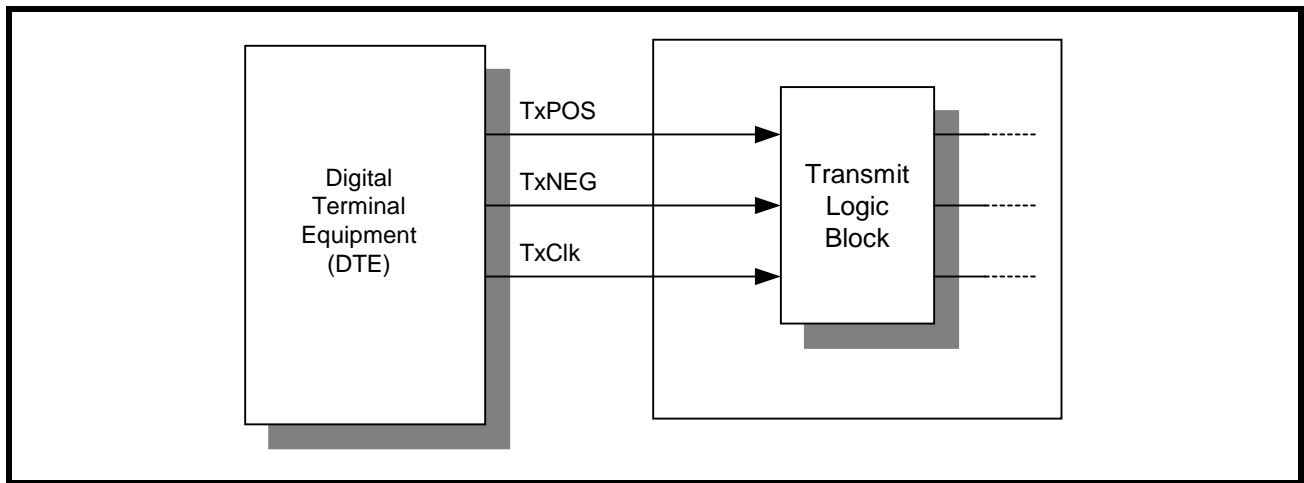 Digital
Terminal
Equipment
(DTE)
TxPOS
TxNEG
TxClk
Transmit
Logic
Block